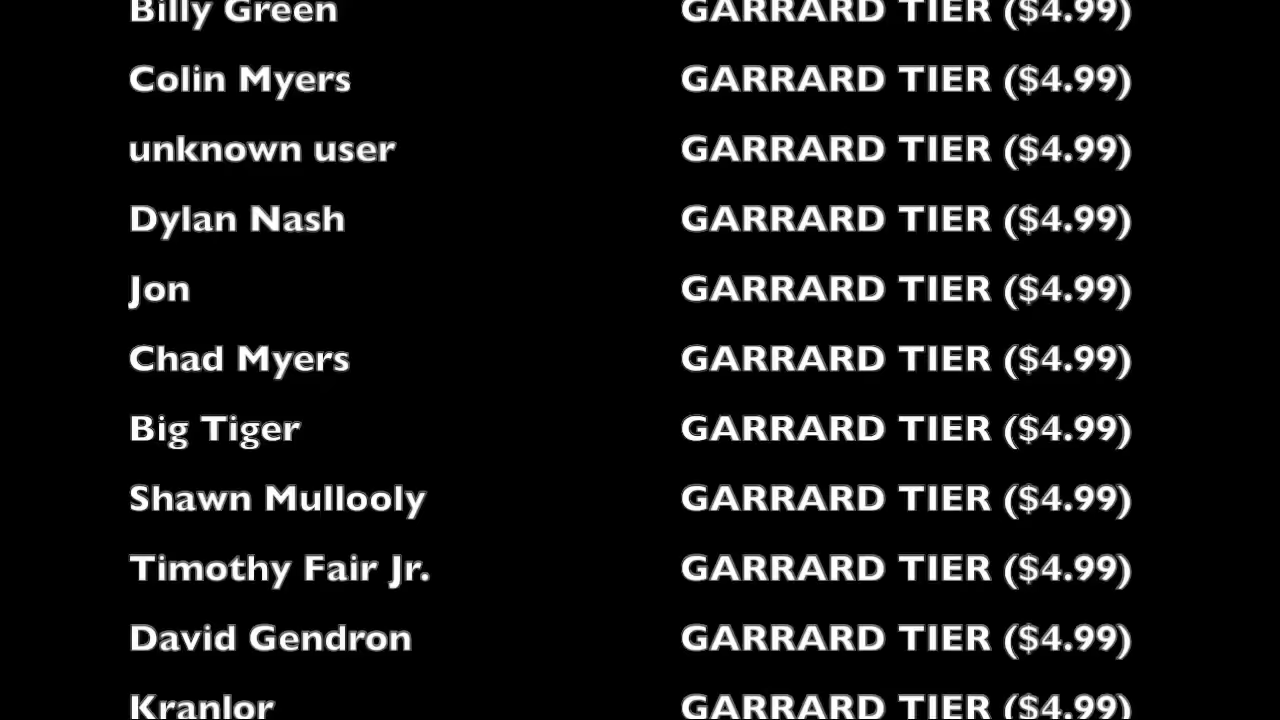 Billy Green GARRARD TIER ($4.99)
Colin Myers GARRARD TIER ($4.99)
unknown user GARRARD TIER ($4.99)
Dylan Nash GARRARD TIER ($4.99)
Jon GARRARD TIER ($4.99)
Chad Myers GARRARD TIER ($4.99)
Big Tiger GARRARD TIER ($4.99)
Shawn Mullooly GARRARD TIER ($4.99)
Timothy Fair Jr. GARRARD TIER ($4.99)
David Gendron GARRARD TIER ($4.99)
Kranlor GARRARD TIER ($4.99)